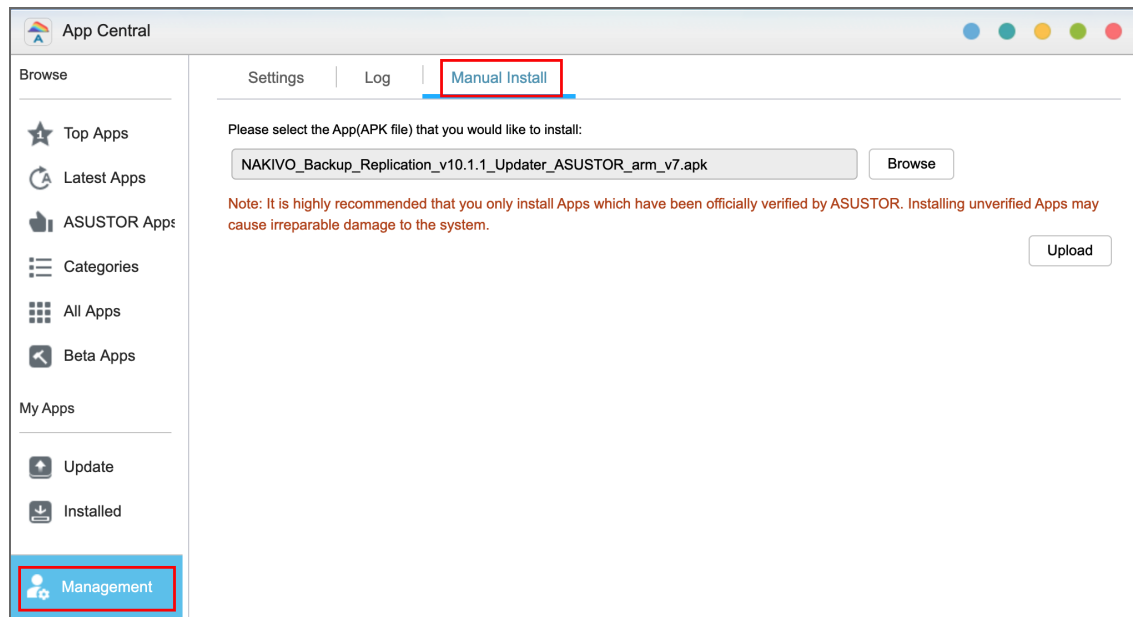 App Central
Browse
Top Apps
Latest Apps
ASUSTOR Apps
Categories
All Apps
Beta Apps
My Apps
Update
Installed
Management
Settings
Log
Manual Install
Please select the App(APK file) that you would like to install:
NAKIVO_Backup_Replication_v10.1.1_Updater_ASUSTOR_arm_v7.apk
Browse
Note: It is highly recommended that you only install Apps which have been officially verified by ASUSTOR. Installing unverified Apps may
cause irreparable damage to the system.
Upload